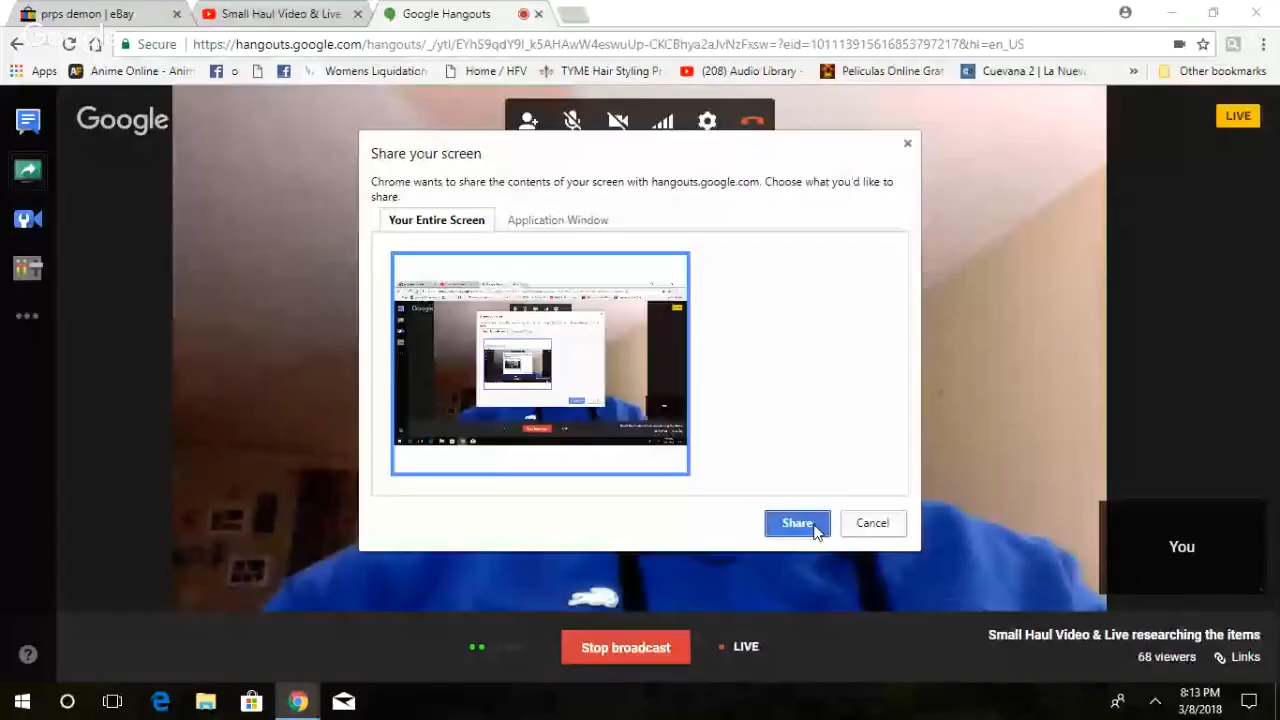 prps demon | eBay
Small Haul Video & Live
Google Hangouts
Secure
https://hangouts.google.com/hangouts/_/ytl/EYhS9qdY9I_k5AHAwW4eswuUp-CKCBhya2aJvNzFxsw=?eid=101113915616853797217&hl=en_US
Apps
Anime Online - Anim
o
Womens Liquidation
Home / HFV
TYME Hair Styling Pr
(208) Audio Library -
Peliculas Online Grat
Cuevana 2 | La Nuev
»
Other bookmarks
Google
LIVE
Share your screen
Chrome wants to share the contents of your screen with hangouts.google.com. Choose what you'd like to
share.
Your Entire Screen
Application Window
Share
Cancel
You
Stop broadcast
LIVE
Small Haul Video & Live researching the items
68 viewers
Links
8:13 PM
3/8/2018